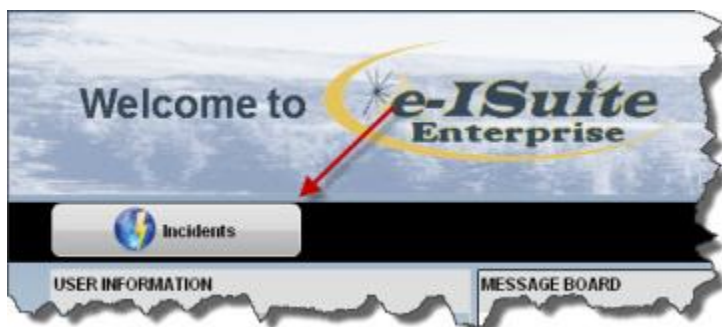 Welcome to e-ISuite
Enterprise
Incidents
USER INFORMATION
MESSAGE BOARD